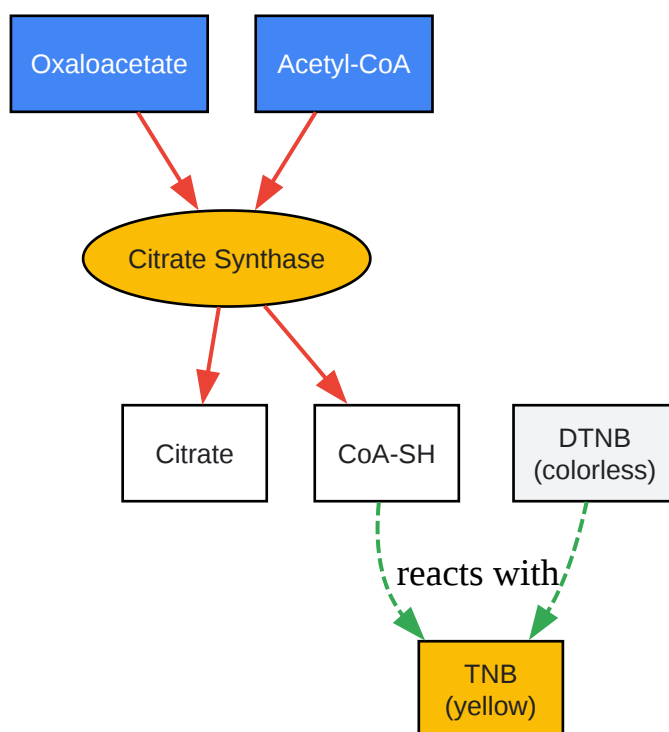 Oxaloacetate
Acetyl-CoA
Citrate Synthase
Citrate
CoA-SH
DTNB
(colorless)
reacts with
TNB
(yellow)